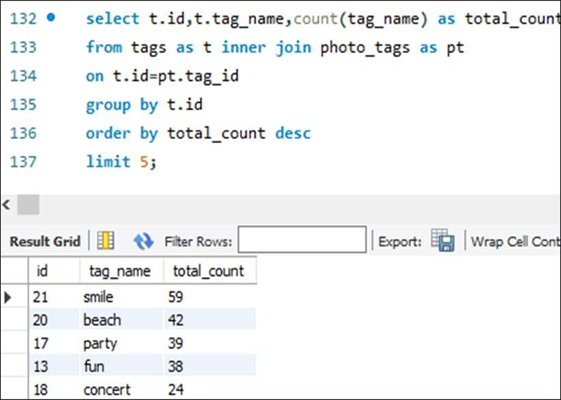 132 select t.id,t.tag_name,count(tag_name) as total_count
133 from tags as t inner join photo_tags as pt
134 on t.id=pt.tag_id
135 group by t.id
136 order by total_count desc
137 limit 5;
Result Grid Filter Rows: Export: Wrap Cell Cont
id tag_name total_count
21 smile 59
20 beach 42
17 party 39
13 fun 38
18 concert 24